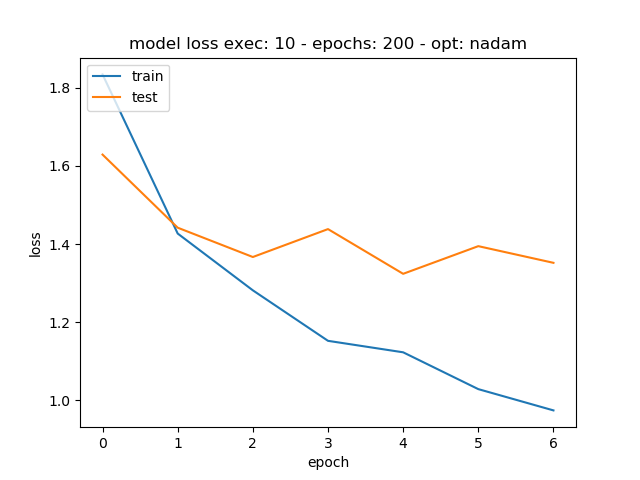 model loss exec: 10 - epochs: 200 - opt: nadam
train
test
1.8
1.6
1.4
1.2
1.0
loss
0 1 2 3 4 5 6
epoch